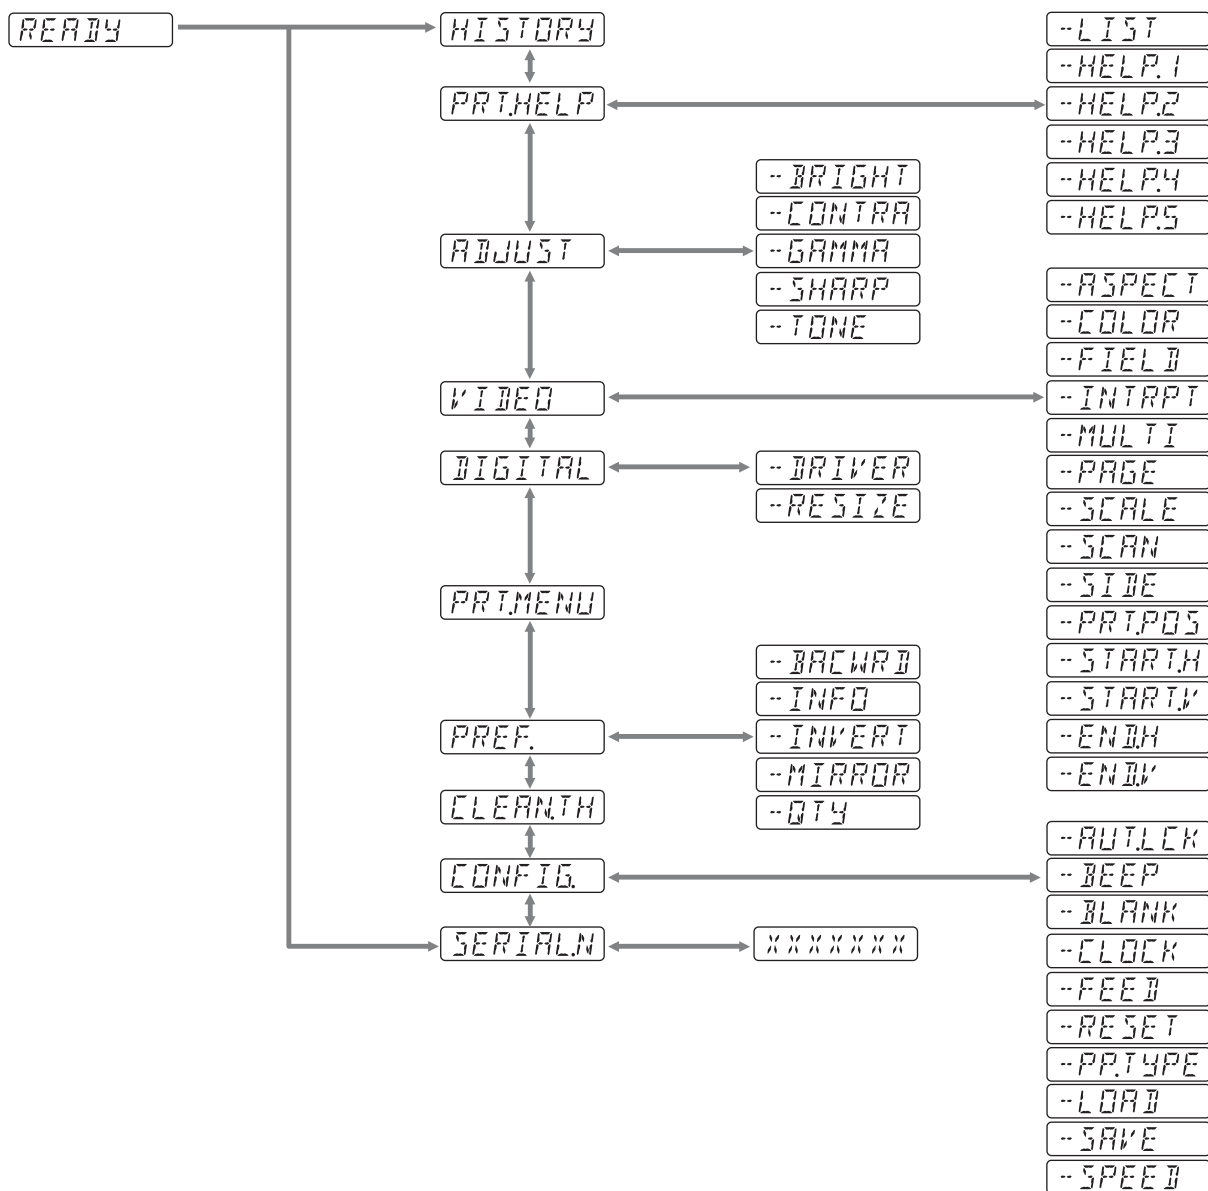 READY
HISTORY
PRT.HELP
--LIST
--HELP.1
--HELP.2
--HELP.3
--HELP.4
--HELP.5
ADJUST
--BRIGHT
--CONTRA
--GAMMA
--SHARP
--TONE
VIDEO
--ASPECT
--COLOR
--FIELD
--INTRPT
--MULTI
--PAGE
--SCALE
--SCAN
--SIDE
--PRT.POS
--START.H
--START.V
--END.H
--END.V
DIGITAL
--DRIVER
--RESIZE
PRT.MENU
PREF.
--BACWRD
--INFO
--INVERT
--MIRROR
--QTY
CLEAN.TH
CONFIG.
--AUT.LCK
--BEEP
--BLANK
--CLOCK
--FEED
--RESET
--PP.TYPE
--LOAD
--SAVE
--SPEED
SERIAL.N
XXXXXXX